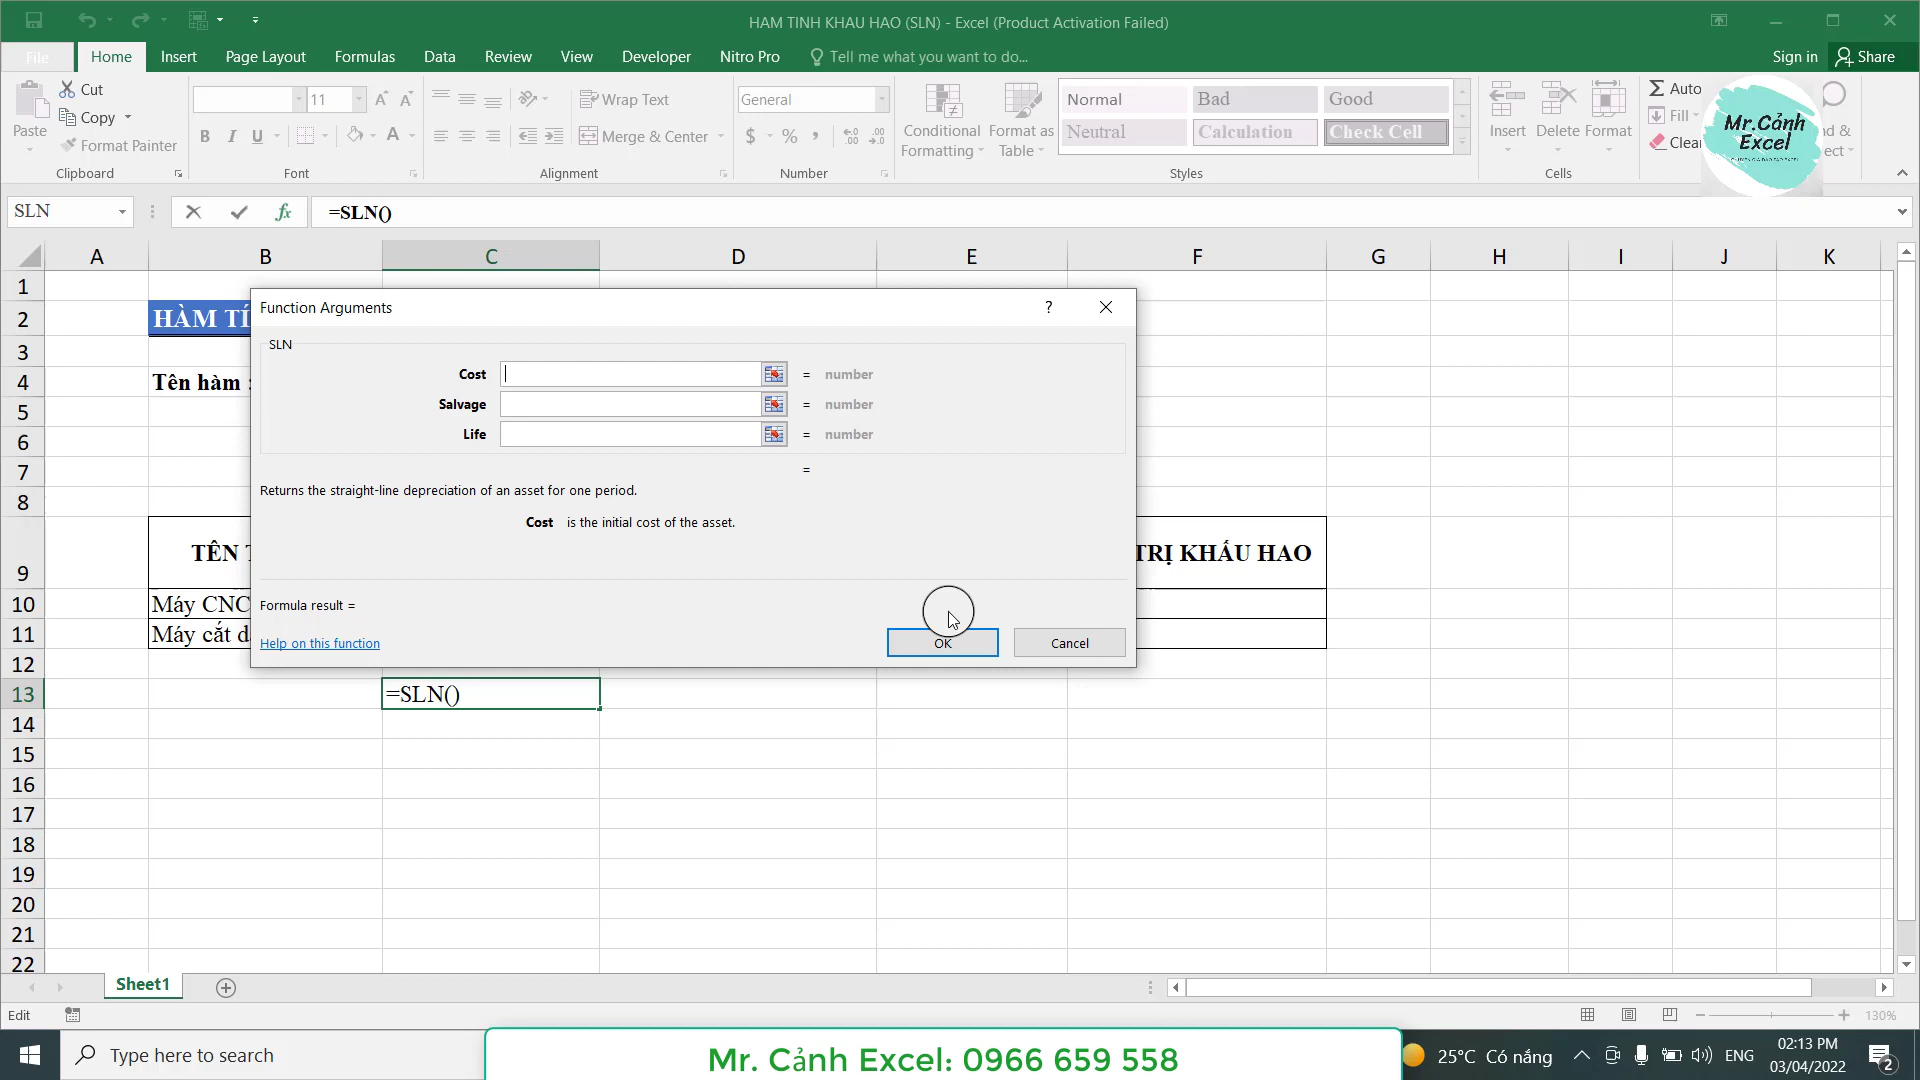 HAM TINH KHAU HAO (SLN) - Excel (Product Activation Failed)
File Home Insert Page Layout Formulas Data Review View Developer Nitro Pro Tell me what you want to do... Sign in Share
Paste
Cut
Copy
Format Painter
Clipboard
11
Font
Wrap Text
Merge & Center
Alignment
General
Number
Conditional Formatting
Format as Table
Normal Bad Good
Neutral Calculation Check Cell
Styles
Insert Delete Format
Cells
Auto
Fill
Clea
Mr.Cảnh
Excel
SLN
=SLN()
A B C D E F G H I J K
1
2 HÀM TÍ
3
4 Tên hàm :
5
6
7
8
9 TÊN T TRỊ KHẤU HAO
10 Máy CNC
11 Máy cắt d
12
13 =SLN()
14
15
16
17
18
19
20
21
22
Function Arguments
SLN
Cost = number
Salvage = number
Life = number
=
Returns the straight-line depreciation of an asset for one period.
Cost is the initial cost of the asset.
Formula result =
Help on this function
OK
Cancel
Sheet1
Edit
130%
Type here to search
Mr. Cảnh Excel: 0966 659 558
25°C Có nắng
ENG
02:13 PM
03/04/2022
2